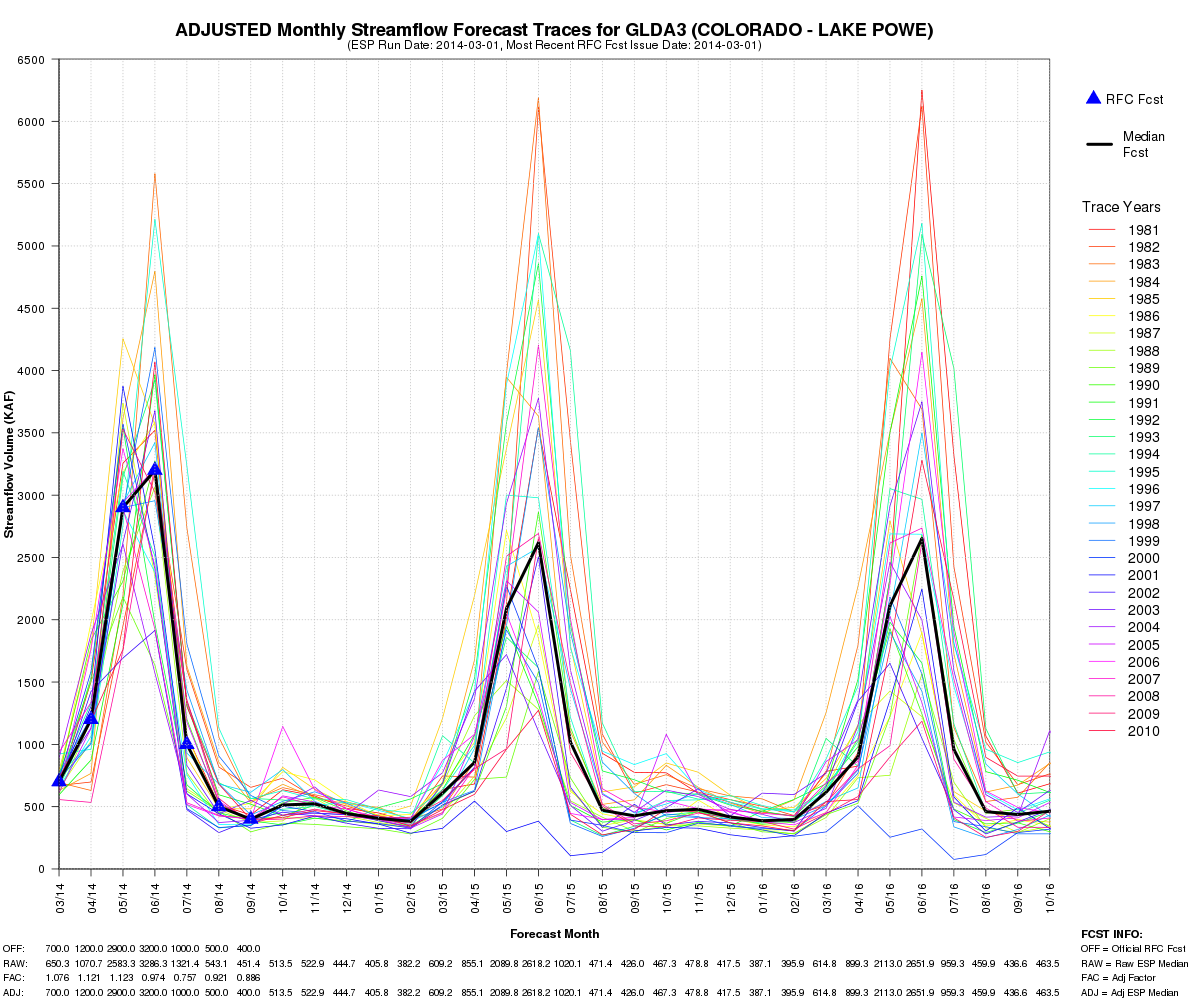 ADJUSTED Monthly Streamflow Forecast Traces for GLDA3 (COLORADO - LAKE POWE)
(ESP Run Date: 2014-03-01, Most Recent RFC Fcst Issue Date: 2014-03-01)
Streamflow Volume (KAF)
6500
6000
5500
5000
4500
4000
3500
3000
2500
2000
1500
1000
500
0
03/14 04/14 05/14 06/14 07/14 08/14 09/14 10/14 11/14 12/14 01/15 02/15 03/15 04/15 05/15 06/15 07/15 08/15 09/15 10/15 11/15 12/15 01/16 02/16 03/16 04/16 05/16 06/16 07/16 08/16 09/16 10/16
Forecast Month
RFC Fcst
Median
Fcst
Trace Years
1981
1982
1983
1984
1985
1986
1987
1988
1989
1990
1991
1992
1993
1994
1995
1996
1997
1998
1999
2000
2001
2002
2003
2004
2005
2006
2007
2008
2009
2010
OFF: 700.0 1200.0 2900.0 3200.0 1000.0 500.0 400.0
RAW: 650.3 1070.7 2583.3 3286.3 1321.4 543.1 451.4 513.5 522.9 444.7 405.8 382.2 609.2 855.1 2089.8 2618.2 1020.1 471.4 426.0 467.3 478.8 417.5 387.1 395.9 614.8 899.3 2113.0 2651.9 959.3 459.9 436.6 463.5
FAC: 1.076 1.121 1.123 0.974 0.757 0.921 0.886
ADJ: 700.0 1200.0 2900.0 3200.0 1000.0 500.0 400.0 513.5 522.9 444.7 405.8 382.2 609.2 855.1 2089.8 2618.2 1020.1 471.4 426.0 467.3 478.8 417.5 387.1 395.9 614.8 899.3 2113.0 2651.9 959.3 459.9 436.6 463.5
FCST INFO:
OFF = Official RFC Fcst
RAW = Raw ESP Median
FAC = Adj Factor
ADJ = Adj ESP Median